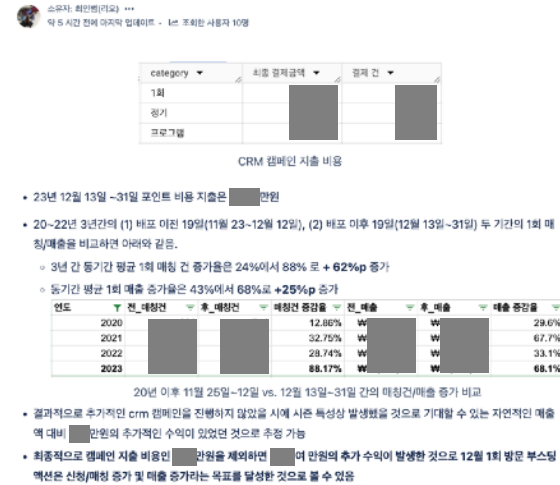 소유자: 최인범(리오) •••
약 5 시간 전에 마지막 업데이트 • 조회한 사용자 10명
category 최종 결제금액 결제 건
1회
정기
프로그램
CRM 캠페인 지출 비용
• 23년 12월 13일 ~31일 포인트 비용 지출은 만원
• 20~22년 3년간의 (1) 배포 이전 19일(11월 23~12월 12일), (2) 배포 이후 19일(12월 13일~31일) 두 기간의 1회 매
칭/매출을 비교하면 아래와 같음.
◦ 3년 간 동기간 평균 1회 매칭 건 증가율은 24%에서 88% 로 + 62%p 증가
◦ 동기간 평균 1회 매출 증가율은 43%에서 68%로 +25%p 증가
연도 전_매칭건 후_매칭건 매칭건 증감율 전_매출 후_매출 매출 증감율
2020 12.86% ₩ ₩ 29.6%
2021 32.75% ₩ ₩ 67.7%
2022 28.74% ₩ ₩ 33.1%
2023 88.17% ₩ ₩ 68.1%
20년 이후 11월 25일~12일 vs. 12월 13일~31일 간의 매칭건/매출 증가 비교
• 결과적으로 추가적인 crm 캠페인을 진행하지 않았을 시에 시즌 특성상 발생했을 것으로 기대할 수 있는 자연적인 매출
액 대비 만원의 추가적인 수익이 있었던 것으로 추정 가능
• 최종적으로 캠페인 지출 비용인 만원을 제외하면 여 만원의 추가 수익이 발생한 것으로 12월 1회 방문 부스팅
액션은 신청/매칭 증가 및 매출 증가라는 목표를 달성한 것으로 볼 수 있음